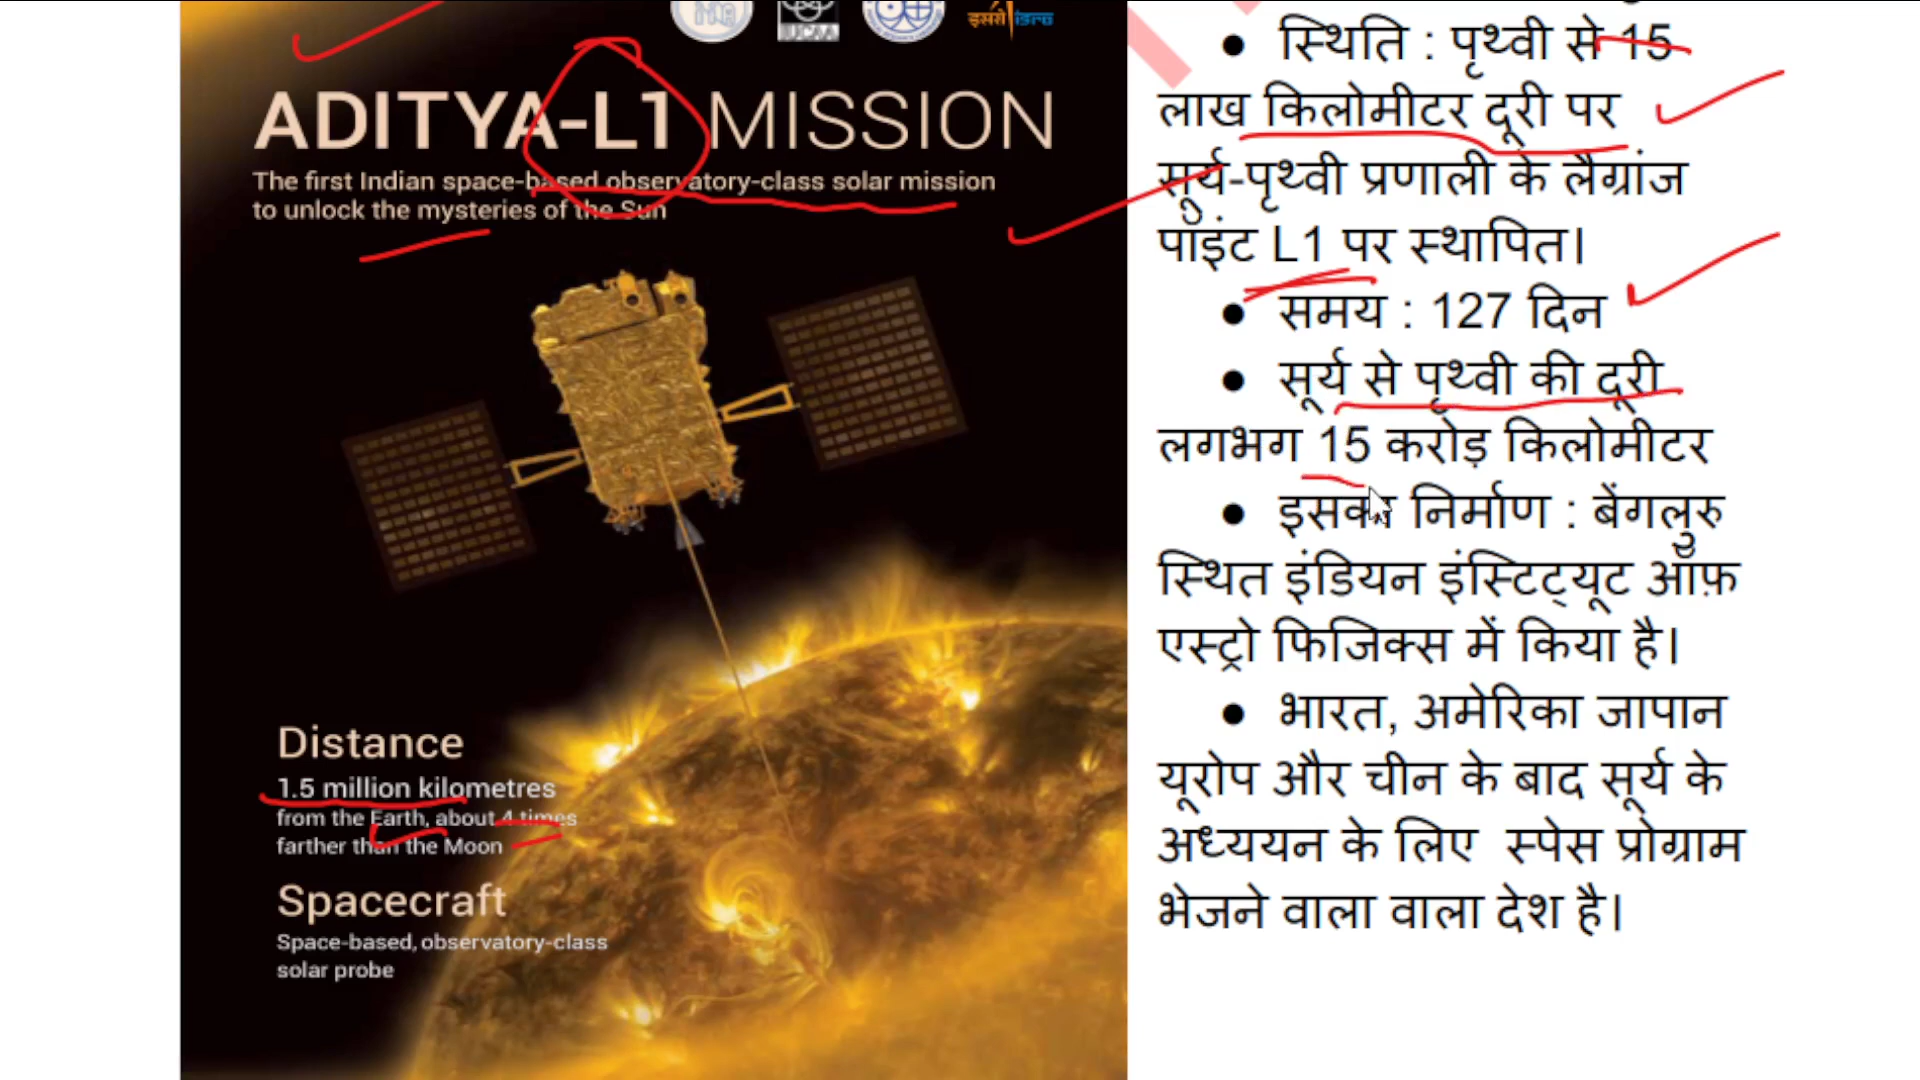 इसरो इसरो
IUCAA
ADITYA-L1 MISSION
The first Indian space-based observatory-class solar mission
to unlock the mysteries of the Sun
Distance
1.5 million kilometres
from the Earth, about 4 times
farther than the Moon
Spacecraft
Space-based, observatory-class
solar probe
● स्थिति : पृथ्वी से 15
लाख किलोमीटर दूरी पर
सूर्य-पृथ्वी प्रणाली के लैग्रांज
पॉइंट L1 पर स्थापित।
● समय : 127 दिन
● सूर्य से पृथ्वी की दूरी
लगभग 15 करोड़ किलोमीटर
● इसका निर्माण : बेंगलुरु
स्थित इंडियन इंस्टिट्यूट ऑफ़
एस्ट्रो फिजिक्स में किया है।
● भारत, अमेरिका जापान
यूरोप और चीन के बाद सूर्य के
अध्ययन के लिए स्पेस प्रोग्राम
भेजने वाला वाला देश है।